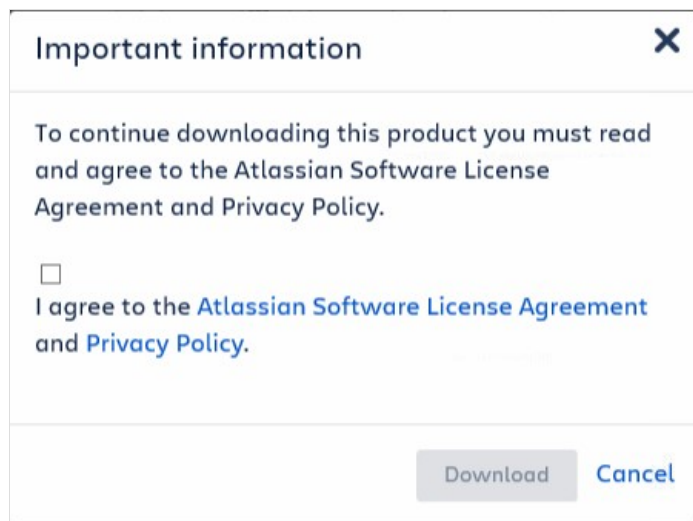 Important information
To continue downloading this product you must read
and agree to the Atlassian Software License
Agreement and Privacy Policy.
I agree to the Atlassian Software License Agreement
and Privacy Policy.
Download Cancel